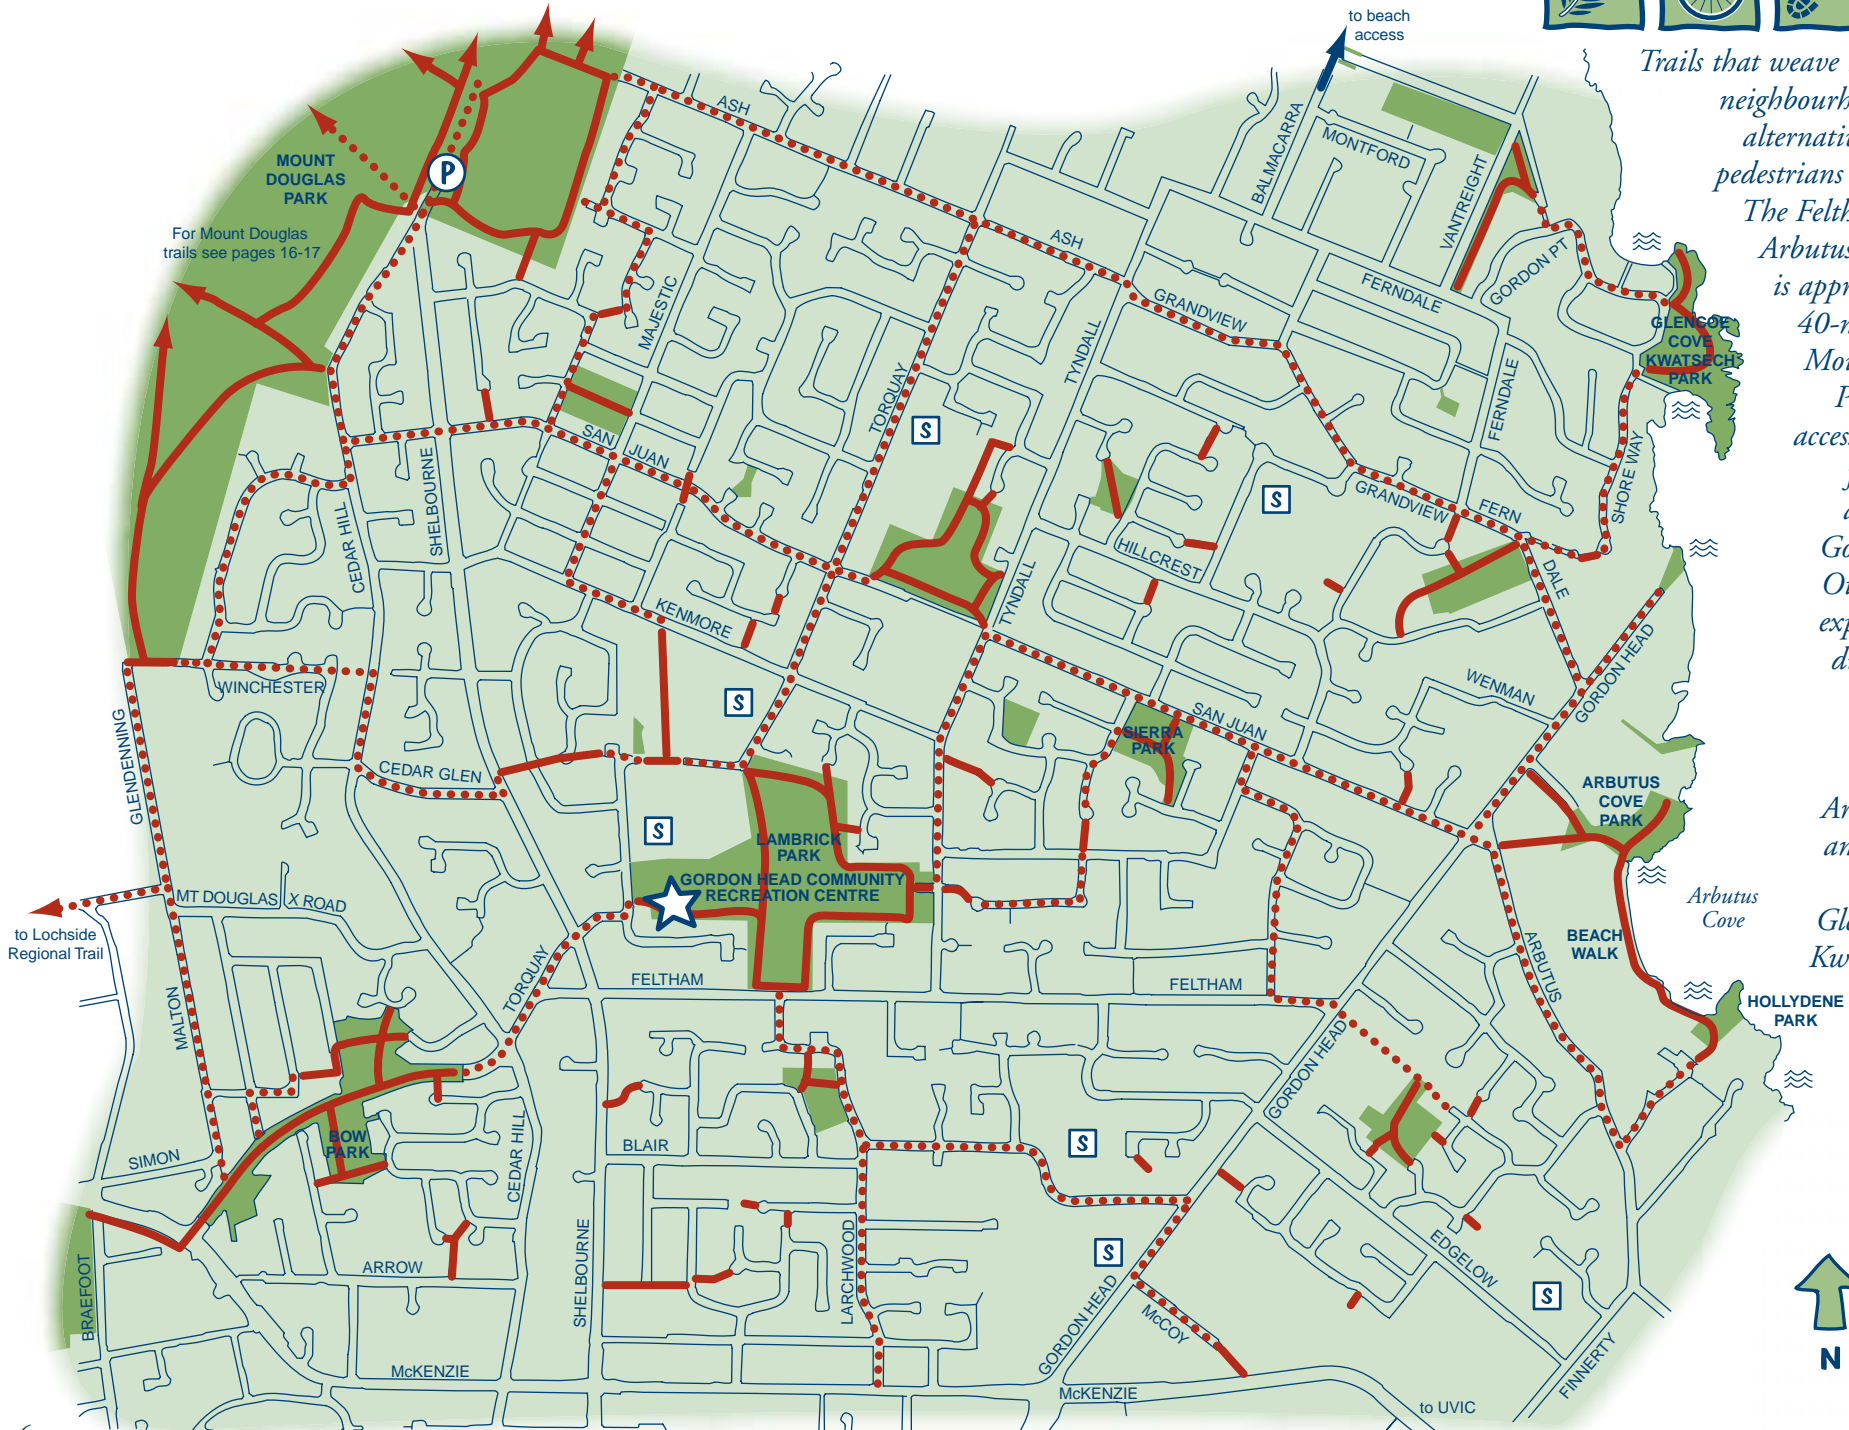 to beach
access
Trails that weave
neighbourh
alternati
pedestrians
The Felth
Arbutus
is appr
40-m
Mo
P
acces
Go
Ou
exp
d
Ar
an
Gle
Kw
MOUNT
DOUGLAS
PARK
P
For Mount Douglas
trails see pages 16-17
ASH
ASH
BALMACARRA
MONTFORD
VANTREIGHT
GORDON PT
FERNDALE
FERNDALE
GRANDVIEW
GRANDVIEW
GLENCOE
COVE
KWATSECH
PARK
MAJESTIC
TORQUAY
TYNDALL
S
SAN JUAN
SHELBOURNE
CEDAR HILL
S
FERN
DALE
SHORE WAY
HILLCREST
TYNDALL
KENMORE
WINCHESTER
GLENDENNING
S
CEDAR GLEN
SIERRA
PARK
SAN JUAN
WENMAN
GORDON HEAD
ARBUTUS
COVE
PARK
S
LAMBRICK
PARK
GORDON HEAD COMMUNITY
RECREATION CENTRE
MT DOUGLAS X ROAD
to Lochside
Regional Trail
Arbutus
Cove
BEACH
WALK
ARBUTUS
TORQUAY
FELTHAM
FELTHAM
HOLLYDENE
PARK
MALTON
GORDON HEAD
BOW
PARK
SIMON
CEDAR HILL
BLAIR
S
S
S
SHELBOURNE
LARCHWOOD
EDGELOW
ARROW
BRAEFOOT
GORDON HEAD
McCOY
McKENZIE
McKENZIE
to UVIC
FINNERTY
N